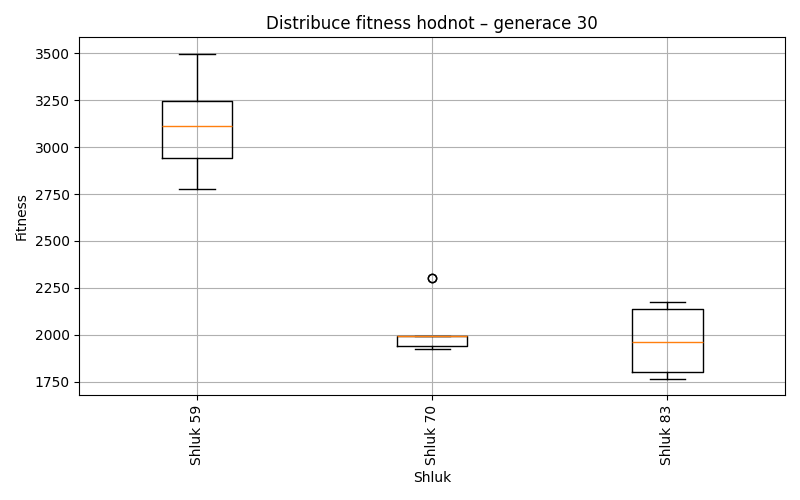 Distribuce fitness hodnot – generace 30
3500
3250
3000
2750
2500
2250
2000
1750
Fitness
Shluk 59
Shluk 70
Shluk 83
Shluk